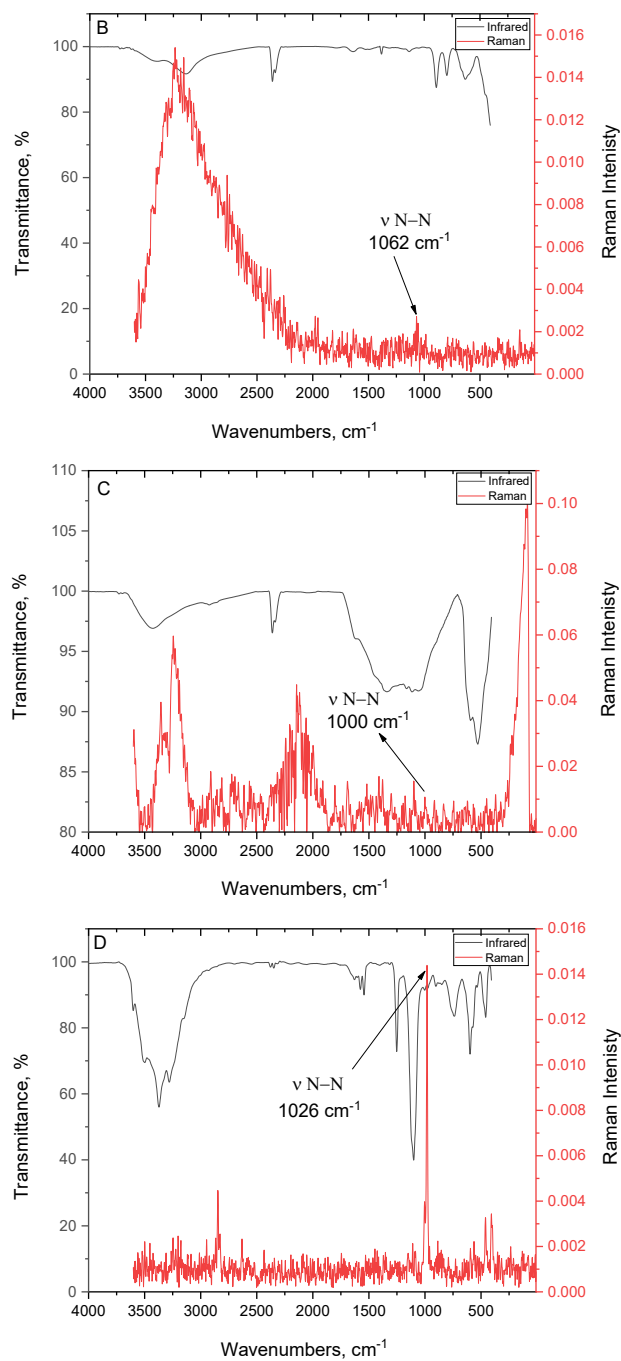 B
Infrared
Raman
100
80
60
40
20
0
0.016
0.014
0.012
0.010
0.008
0.006
0.004
0.002
0.000
ν N–N
1062 cm-1
4000 3500 3000 2500 2000 1500 1000 500
Transmittance, %
Raman Intenisty
Wavenumbers, cm-1
C
Infrared
Raman
110
105
100
95
90
85
80
0.10
0.08
0.06
0.04
0.02
0.00
ν N–N
1000 cm-1
4000 3500 3000 2500 2000 1500 1000 500
Transmittance, %
Raman Intenisty
Wavenumbers, cm-1
D
Infrared
Raman
100
80
60
40
20
0
0.016
0.014
0.012
0.010
0.008
0.006
0.004
0.002
0.000
ν N–N
1026 cm-1
4000 3500 3000 2500 2000 1500 1000 500
Transmittance, %
Raman Intenisty
Wavenumbers, cm-1